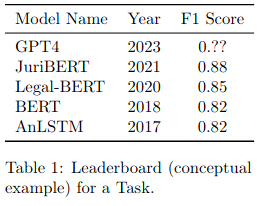 Model Name Year F1 Score
GPT4 2023 0.??
JuriBERT 2021 0.88
Legal-BERT 2020 0.85
BERT 2018 0.82
AnLSTM 2017 0.82
Table 1: Leaderboard (conceptual
example) for a Task.